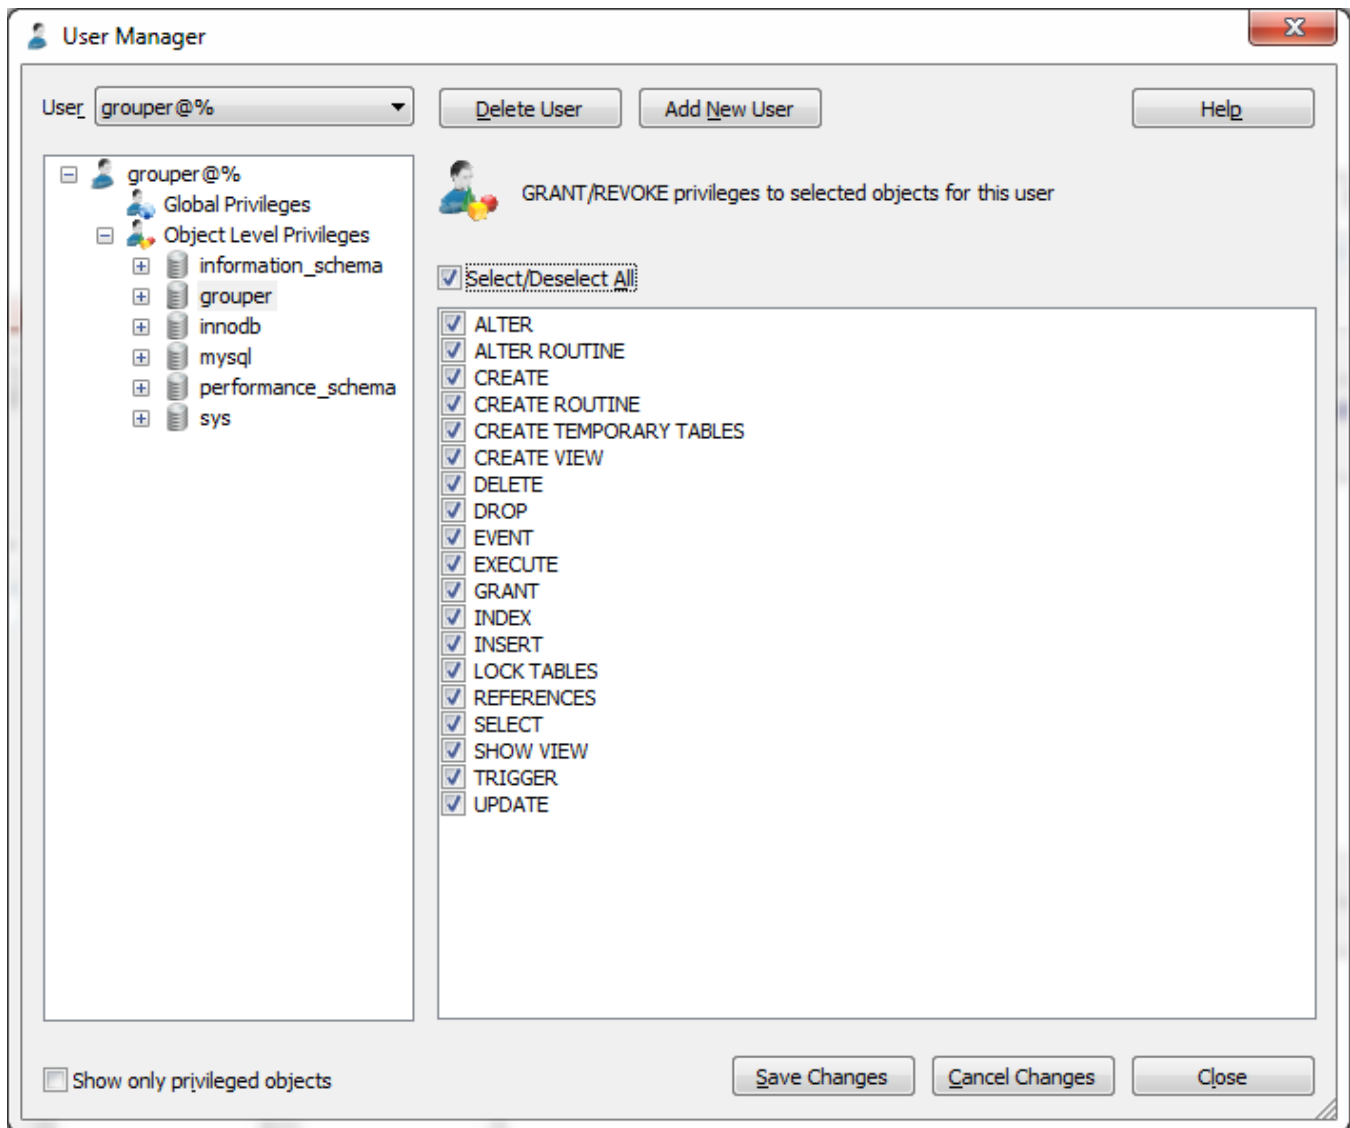 User Manager
User grouper@%
Delete User
Add New User
Help
grouper@%
Global Privileges
Object Level Privileges
information_schema
grouper
innodb
mysql
performance_schema
sys
GRANT/REVOKE privileges to selected objects for this user
Select/Deselect All
ALTER
ALTER ROUTINE
CREATE
CREATE ROUTINE
CREATE TEMPORARY TABLES
CREATE VIEW
DELETE
DROP
EVENT
EXECUTE
GRANT
INDEX
INSERT
LOCK TABLES
REFERENCES
SELECT
SHOW VIEW
TRIGGER
UPDATE
Show only privileged objects
Save Changes
Cancel Changes
Close